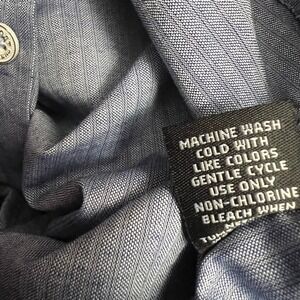 MACHINE WASH
COLD WITH
LIKE COLORS
GENTLE CYCLE
USE ONLY
NON-CHLORINE
BLEACH WHEN